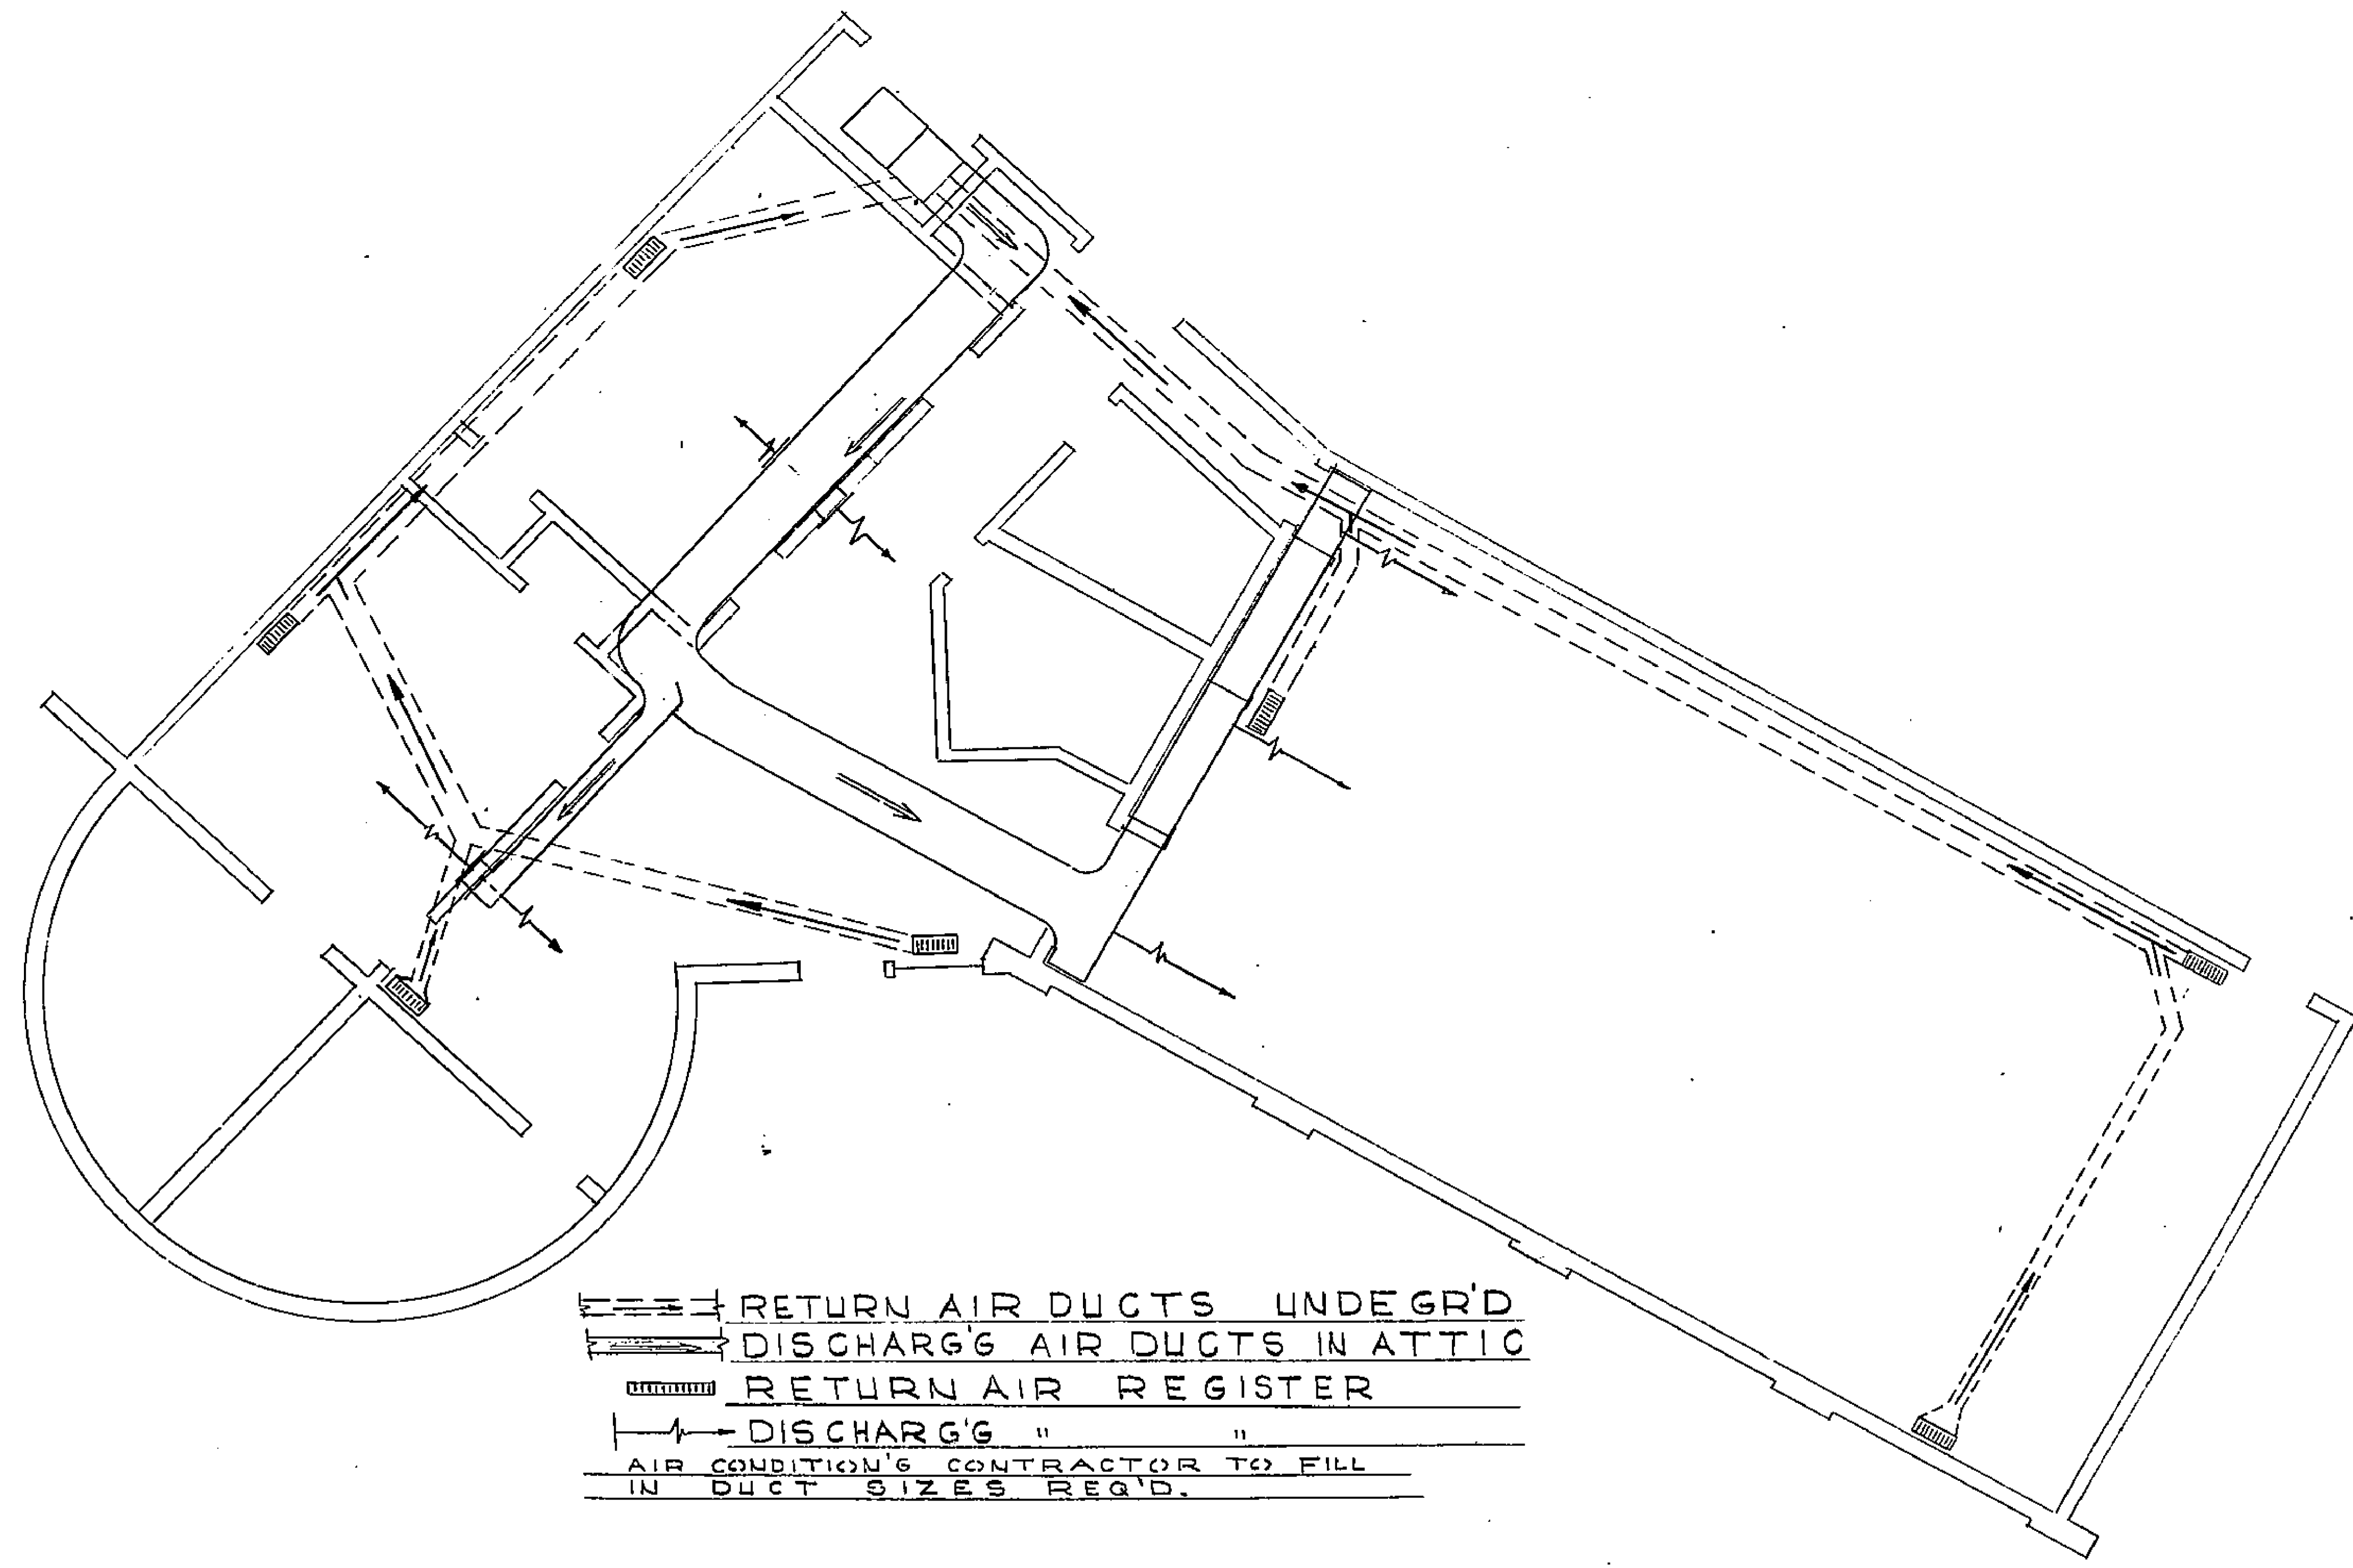 RETURN AIR DUCTS UNDEGR'D
DISCHARG'G AIR DUCTS IN ATTIC
RETURN AIR REGISTER
DISCHARG'G " "
AIR CONDITION'G CONTRACTOR TO FILL
IN DUCT SIZES REQ'D.